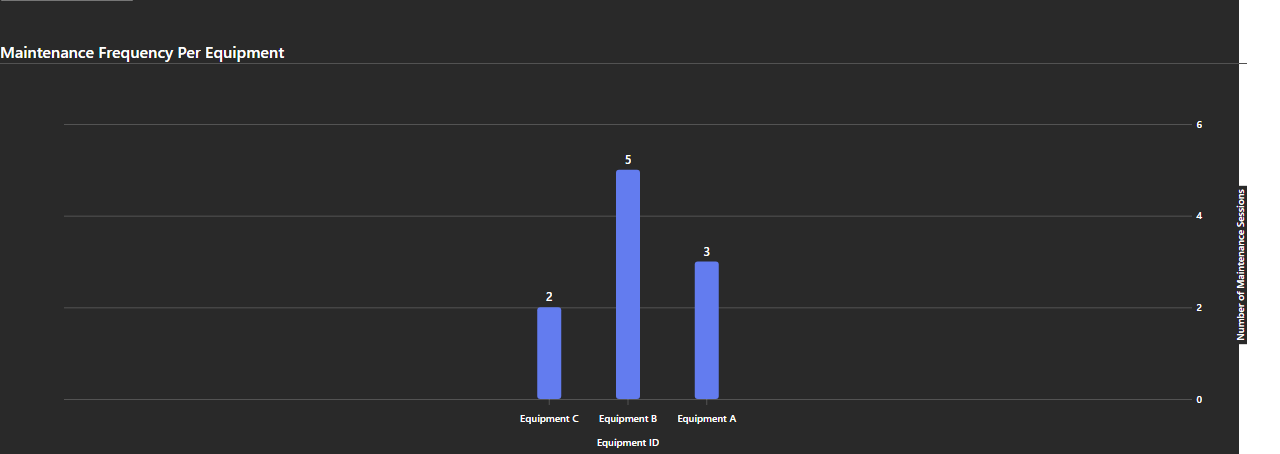 Maintenance Frequency Per Equipment
6
5
4
Number of Maintenance Sessions
3
2
2
0
Equipment C
Equipment B
Equipment A
Equipment ID